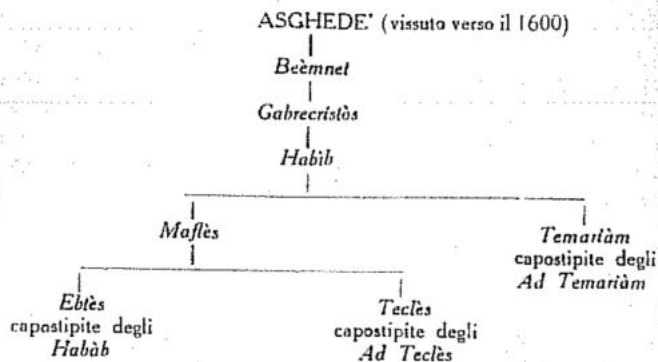 ASGHEDE' (vissuto verso il 1600)
Beèmnet
Gabrecristòs
Habìb
Maflès
Temariàm
capostipite degli
Ad Temariàm
Ebtès
capostipite degli
Habàb
Teclès
capostipite degli
Ad Teclès